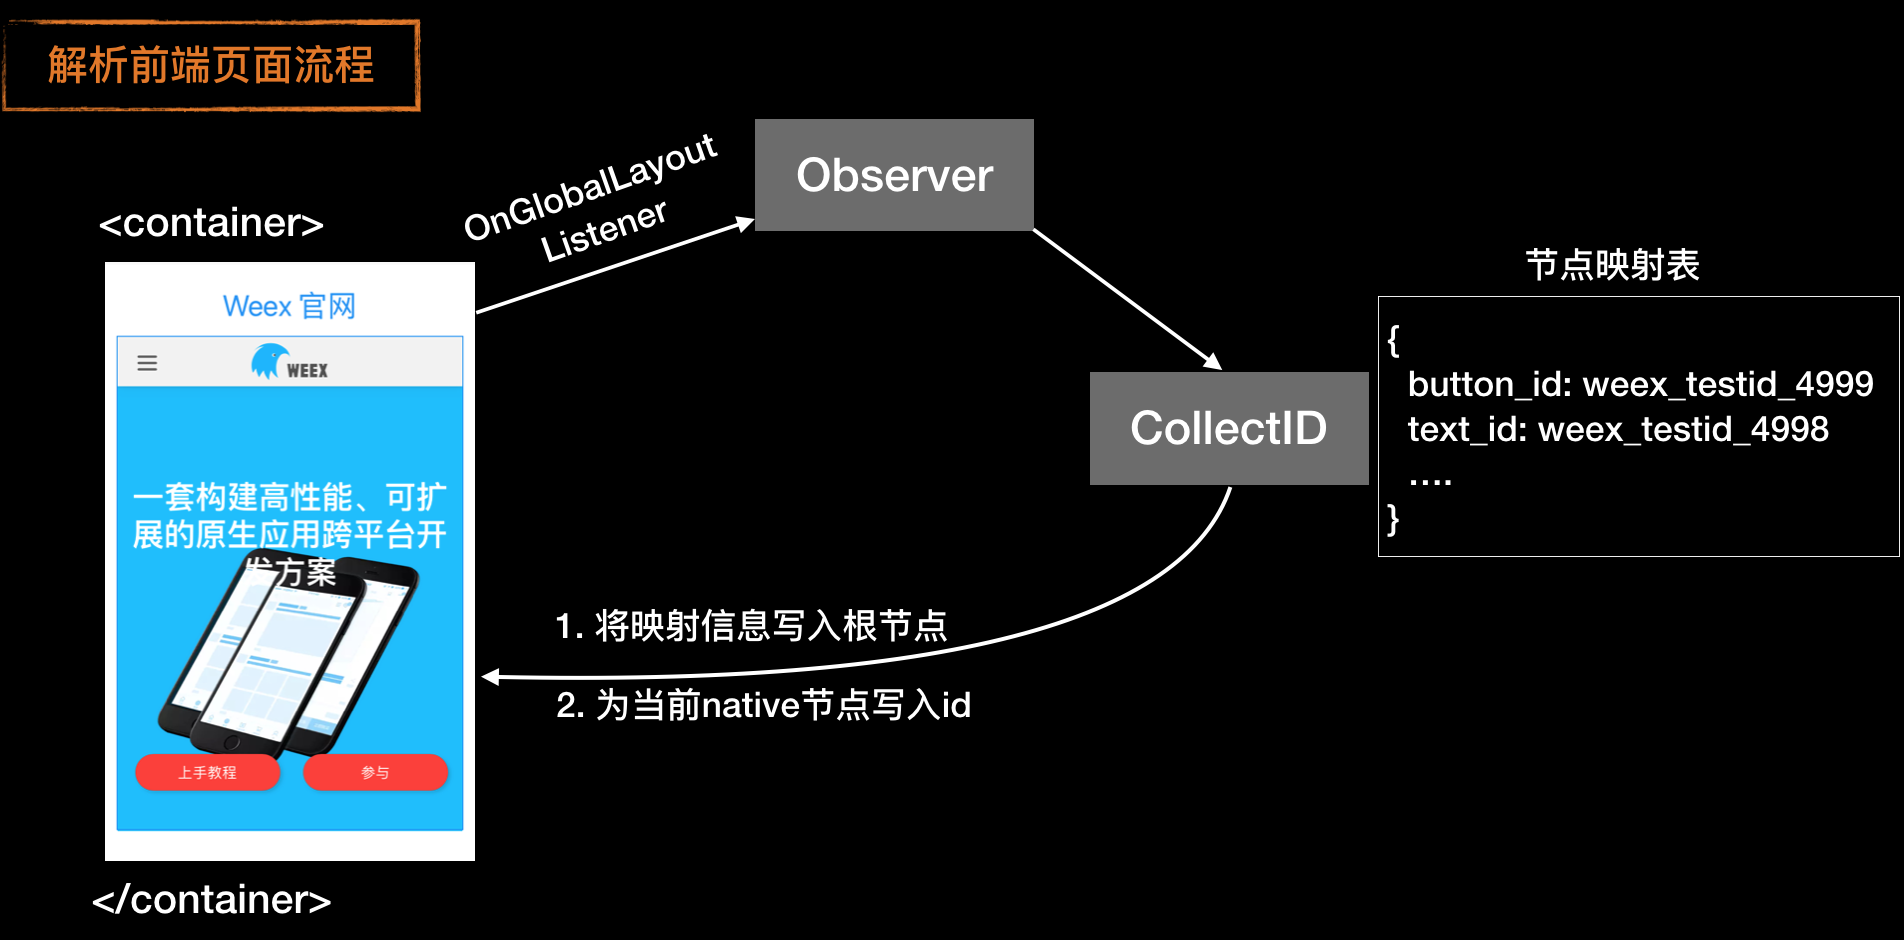 解析前端页面流程
OnGlobalLayout
Listener
Observer
<container>
Weex 官网
WEEX
一套构建高性能、可扩
展的原生应用跨平台开
发方案
上手教程
参与
</container>
CollectID
节点映射表
{
button_id: weex_testid_4999
text_id: weex_testid_4998
....
}
1. 将映射信息写入根节点
2. 为当前native节点写入id